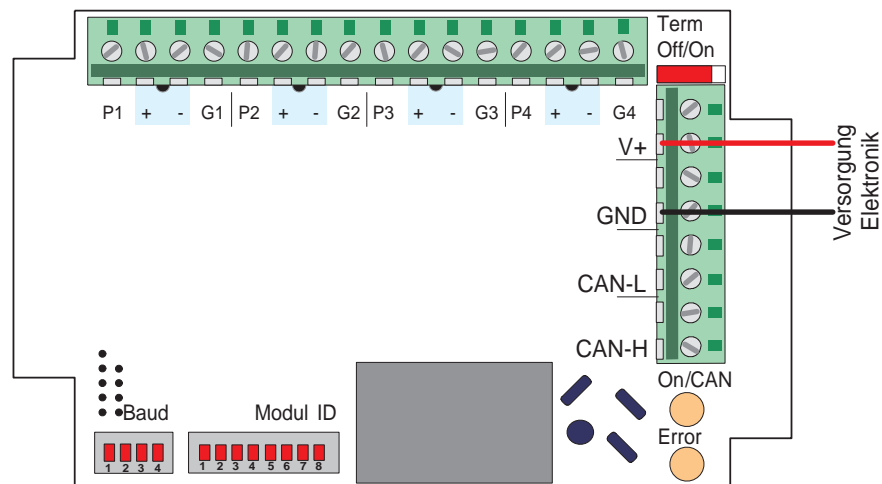 Term
Off/On
P1 + - G1 P2 + - G2 P3 + - G3 P4 + - G4
V+
GND
CAN-L
CAN-H
Versorgung
Elektronik
On/CAN
Error
Baud
1 2 3 4
Modul ID
1 2 3 4 5 6 7 8